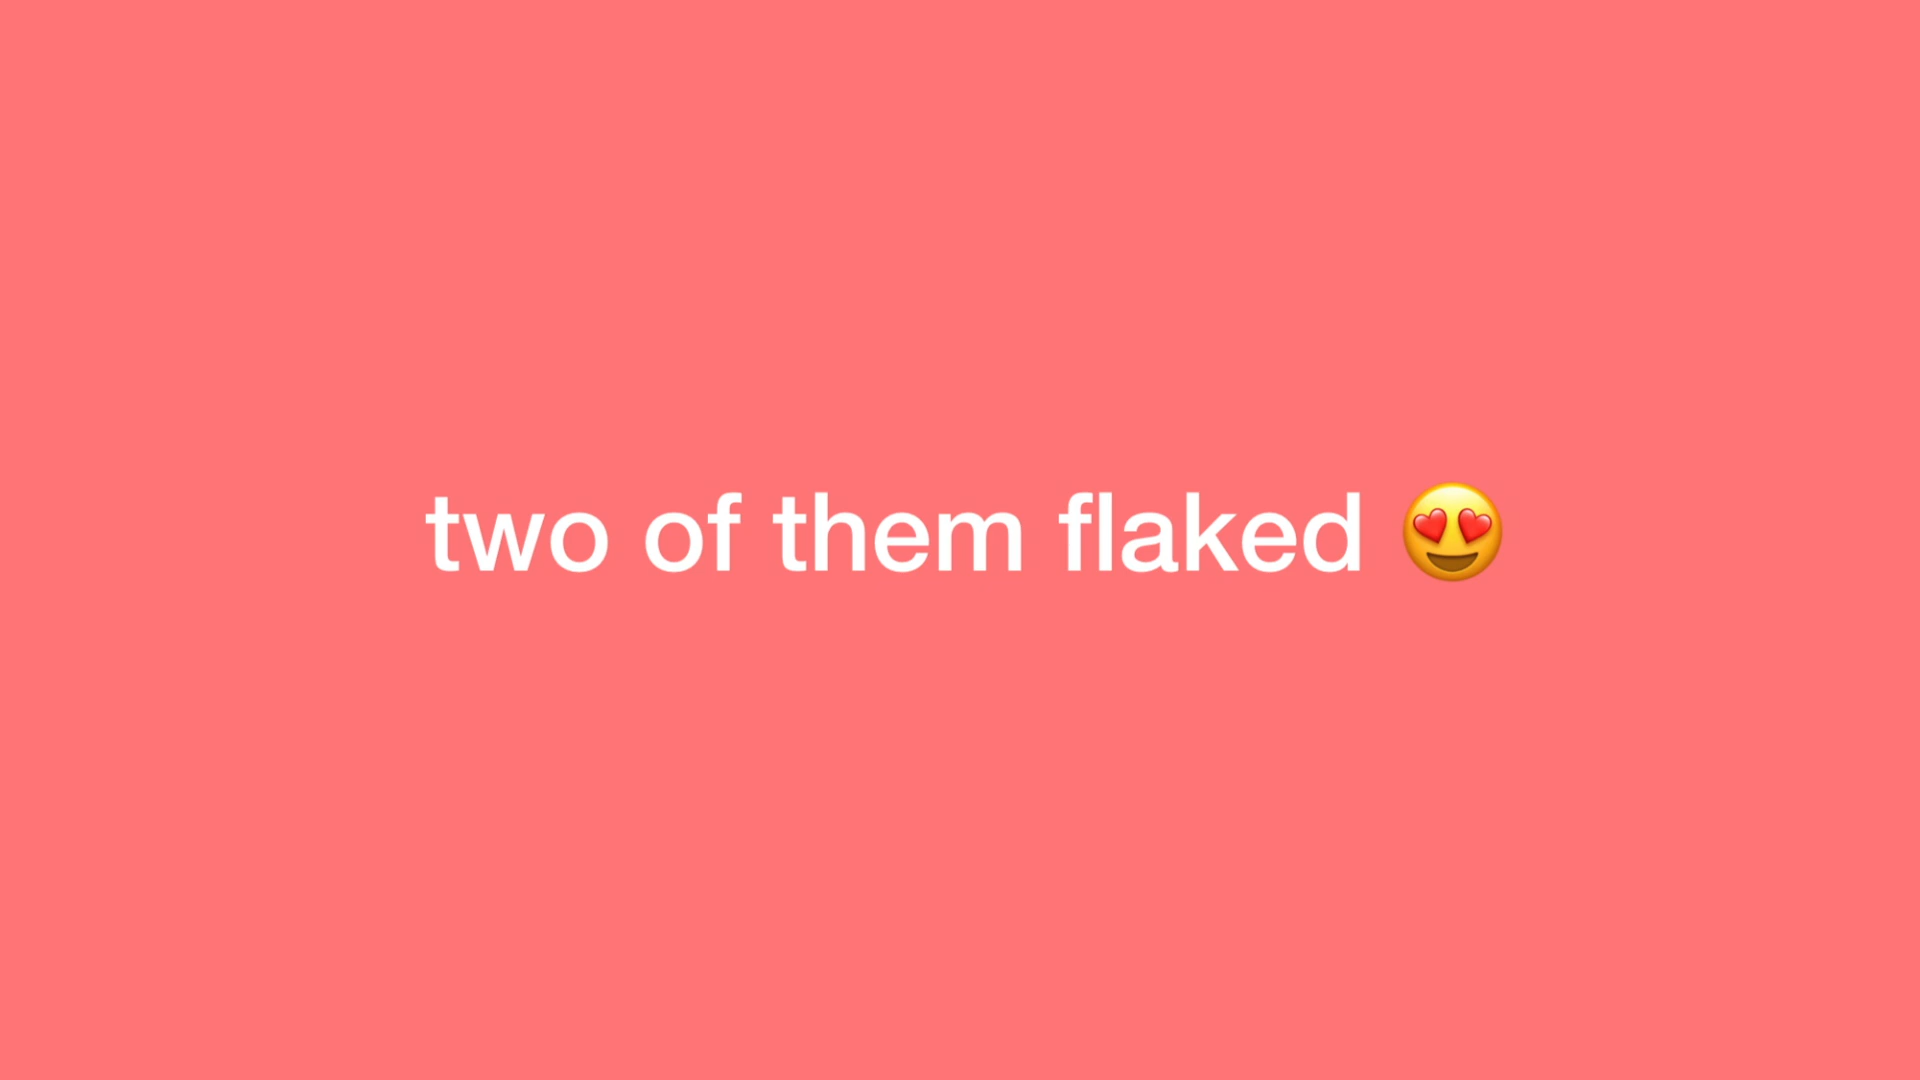 two of them flaked 😍